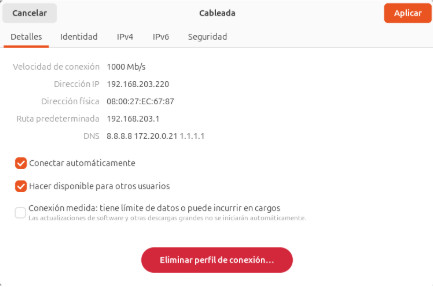 Cancelar
Cableada
Aplicar
Detalles Identidad IPv4 IPv6 Seguridad
Velocidad de conexión 1000 Mb/s
Dirección IP 192.168.203.220
Dirección física 08:00:27:EC:67:87
Ruta predeterminada 192.168.203.1
DNS 8.8.8.8 172.20.0.21 1.1.1.1
Conectar automáticamente
Hacer disponible para otros usuarios
Conexión medida: tiene límite de datos o puede incurrir en cargos
Las actualizaciones de software y otros descargas grandes no se iniciarán automáticamente.
Eliminar perfil de conexión…